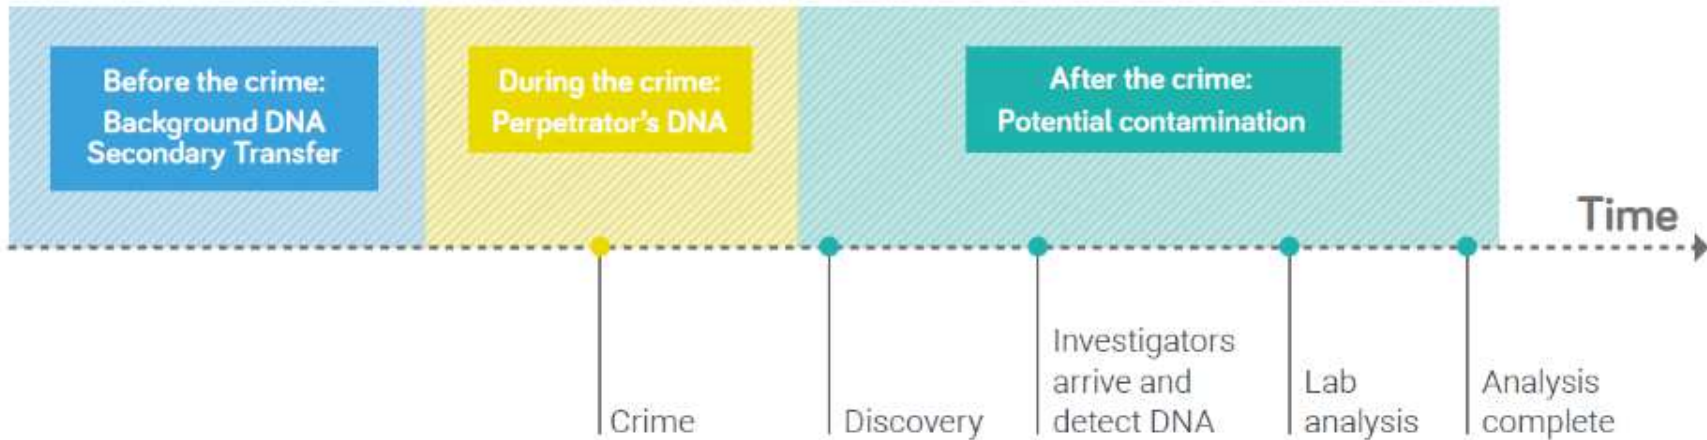 Before the crime:
Background DNA
Secondary Transfer
During the crime:
Perpetrator's DNA
After the crime:
Potential contamination
Time
Crime
Discovery
Investigators
arrive and
detect DNA
Lab
analysis
Analysis
complete